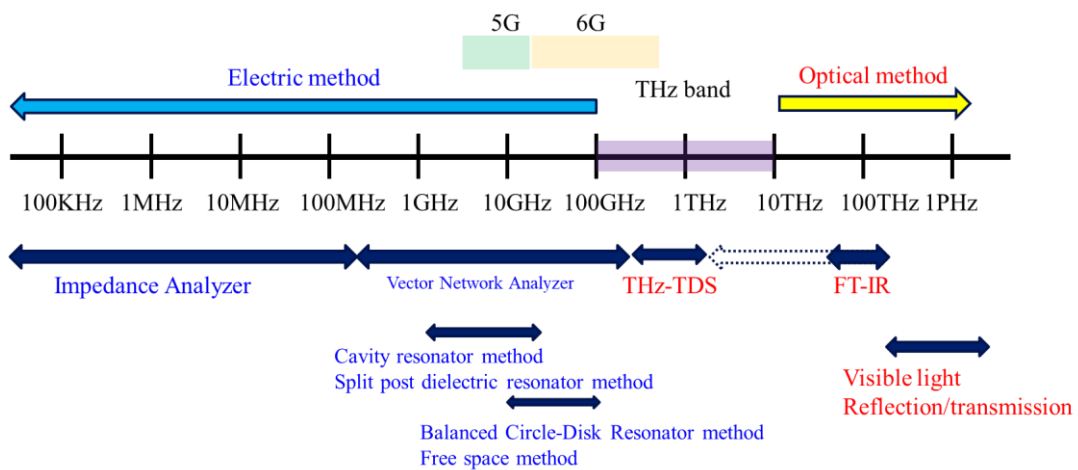 5G 6G
Electric method
THz band
Optical method
100KHz 1MHz 10MHz 100MHz 1GHz 10GHz 100GHz 1THz 10THz 100THz 1PHz
Impedance Analyzer
Vector Network Analyzer
THz-TDS
FT-IR
Cavity resonator method
Split post dielectric resonator method
Visible light
Reflection/transmission
Balanced Circle-Disk Resonator method
Free space method